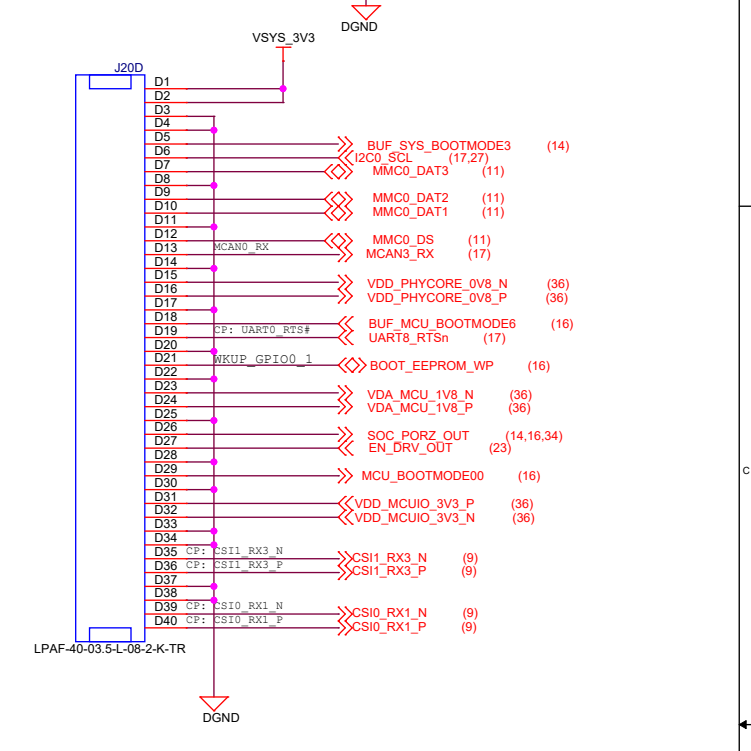 DGND
VSYS_3V3
J20D
D1
D2
D3
D4
D5 BUF_SYS_BOOTMODE3 (14)
D6 I2C0_SCL (17,27)
D7 MMC0_DAT3 (11)
D8
D9 MMC0_DAT2 (11)
D10 MMC0_DAT1 (11)
D11
D12 MMC0_DS (11)
D13 MCAN0_RX MCAN3_RX (17)
D14
D15 VDD_PHYCORE_0V8_N (36)
D16 VDD_PHYCORE_0V8_P (36)
D17
D18 BUF_MCU_BOOTMODE6 (16)
D19 CP: UART0_RTS# UART8_RTSn (17)
D20
D21 WKUP_GPIO0_1 BOOT_EEPROM_WP (16)
D22
D23 VDA_MCU_1V8_N (36)
D24 VDA_MCU_1V8_P (36)
D25
D26 SOC_PORZ_OUT (14,16,34)
D27 EN_DRV_OUT (23)
D28
D29 MCU_BOOTMODE00 (16)
D30
D31 VDD_MCUIO_3V3_P (36)
D32 VDD_MCUIO_3V3_N (36)
D33
D34
D35 CP: CSI1_RX3_N CSI1_RX3_N (9)
D36 CP: CSI1_RX3_P CSI1_RX3_P (9)
D37
D38
D39 CP: CSI0_RX1_N CSI0_RX1_N (9)
D40 CP: CSI0_RX1_P CSI0_RX1_P (9)
LPAF-40-03.5-L-08-2-K-TR
DGND
C